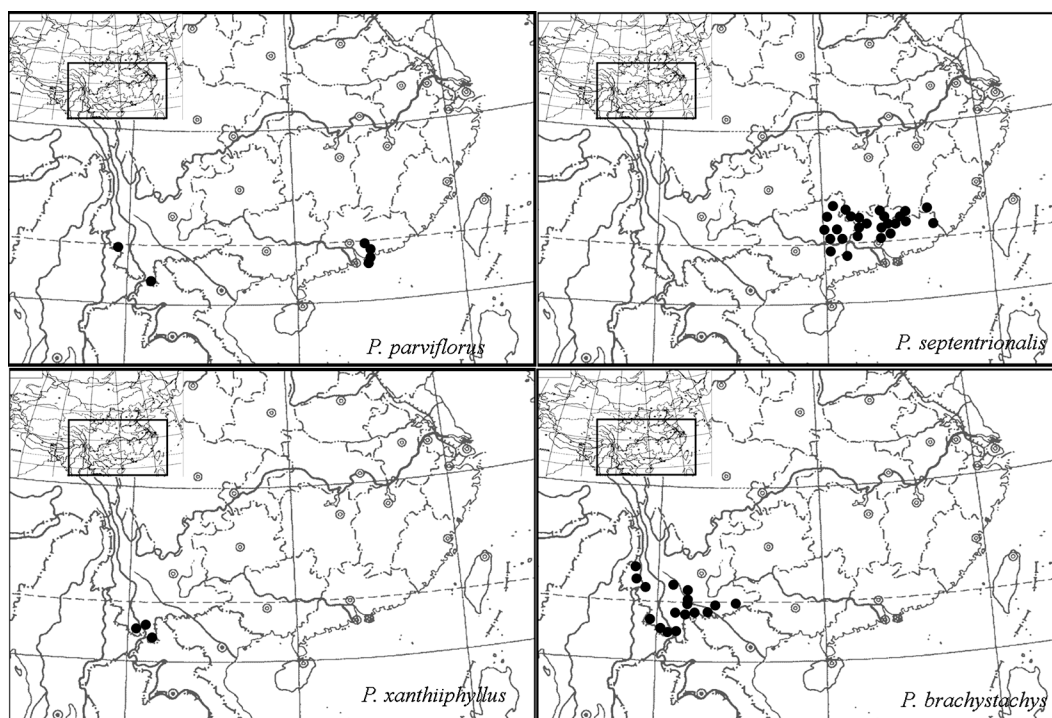 P. parviflorus
P. septentrionalis
P. xanthiiphyllus
P. brachystachys